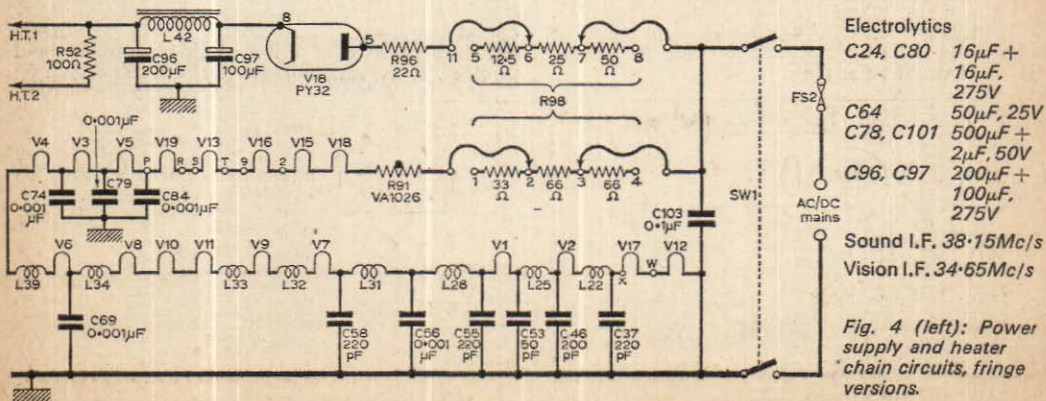 H.T.1
L42
8
5
R96
22Ω
11
5
12·5
Ω
6
25
Ω
7
50
Ω
8
R98
R52
100Ω
C96
200μF
C97
100μF
V18
PY32
H.T.2
0·001μF
V4
V3
V5
P
V19
R
S
V13
T
9
V16
2
V15
V18
C74
0·001
μF
C79
C84
0·001μF
R91
VA1026
1
33
Ω
2
66
Ω
3
66
Ω
4
C103
0·1μF
SW1
FS2
AC/DC
mains
V6
V8
V10
V11
V9
V7
V1
V2
V17
W
V12
X
L39
L34
L33
L32
L31
L28
L25
L22
C69
0·001μF
C58
220
pF
C56
0·001
μF
C55
220
pF
C53
50
pF
C46
200
pF
C37
220
pF
Electrolytics
C24, C80 16μF +
16μF,
275V
C64 50μF, 25V
C78, C101 500μF +
2μF, 50V
C96, C97 200μF +
100μF,
275V
Sound I.F. 38·15Mc/s
Vision I.F. 34·65Mc/s
Fig. 4 (left): Power
supply and heater
chain circuits, fringe
versions.